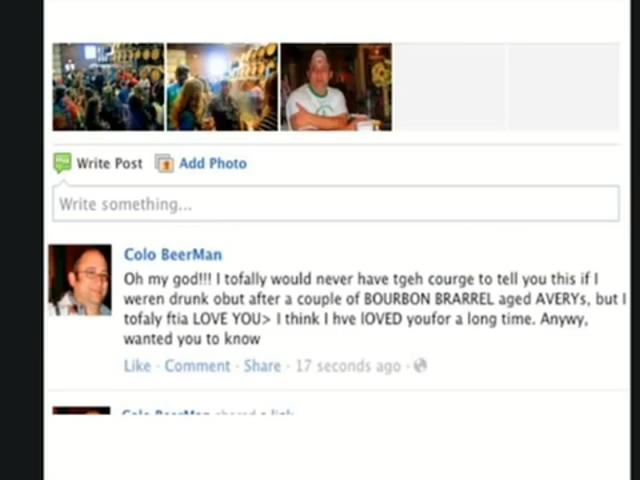 Write Post Add Photo
Write something...
Colo BeerMan
Oh my god!!! I tofally would never have tgeh courge to tell you this if I
weren drunk obut after a couple of BOURBON BRARREL aged AVERYs, but I
tofaly ftia LOVE YOU> I think I hve lOVED youfor a long time. Anywy,
wanted you to know
Like · Comment · Share · 17 seconds ago ·
Colo BeerMan shared a link